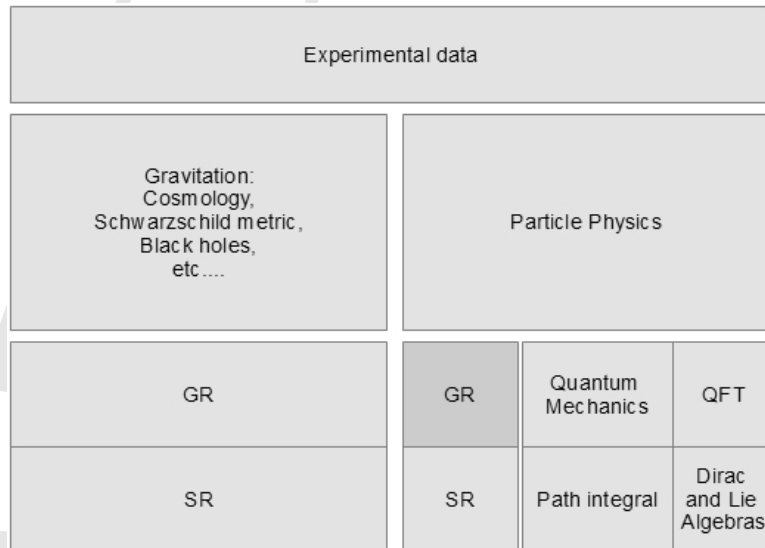 Experimental data
Gravitation:
Cosmology,
Schwarzschild metric,
Black holes,
etc....
Particle Physics
GR
GR
Quantum
Mechanics
QFT
SR
SR
Path integral
Dirac
and Lie
Algebras